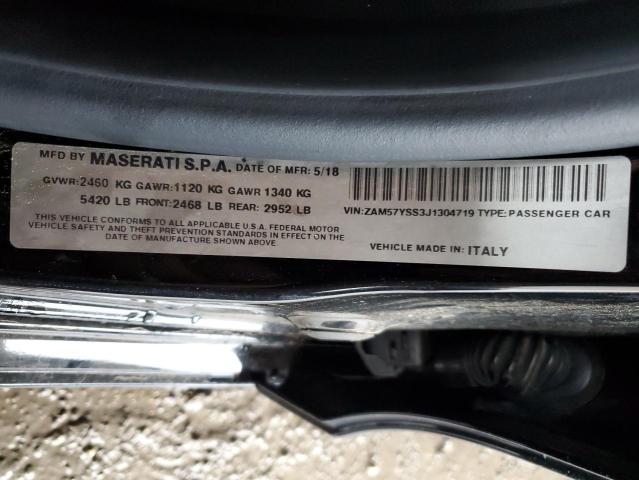 MFD BY MASERATI S.P.A. DATE OF MFR: 5/18
GVWR: 2460 KG GAWR: 1120 KG GAWR 1340 KG
5420 LB FRONT: 2468 LB REAR: 2952 LB
THIS VEHICLE CONFORMS TO ALL APPLICABLE U.S.A. FEDERAL MOTOR
VEHICLE SAFETY AND THEFT PREVENTION STANDARDS IN EFFECT ON THE
DATE OF MANUFACTURE SHOWN ABOVE.
VIN: ZAM57YSS3J1304719 TYPE: PASSENGER CAR
VEHICLE MADE IN: ITALY